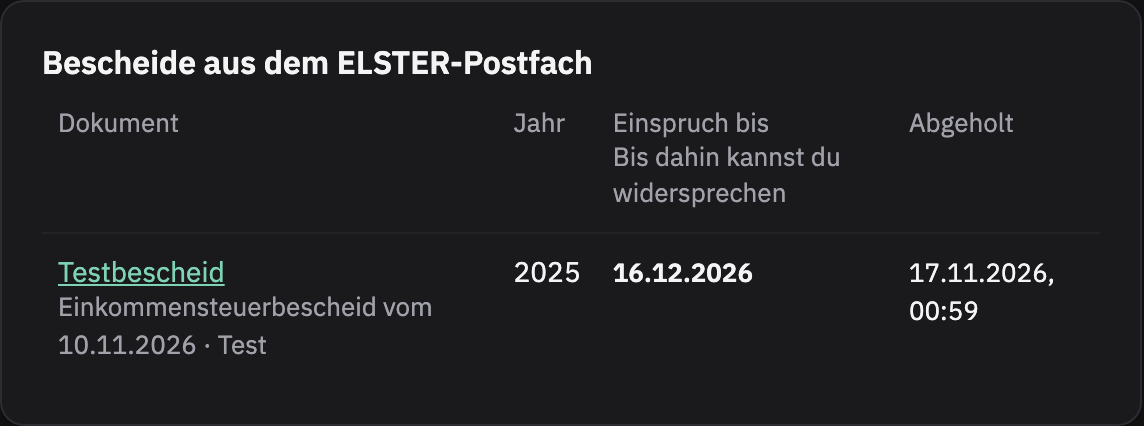 Bescheide aus dem ELSTER-Postfach
Dokument
Jahr
Einspruch bis
Bis dahin kannst du
widersprechen
Abgeholt
Testbescheid
Einkommensteuerbescheid vom
10.11.2026 · Test
2025
16.12.2026
17.11.2026,
00:59